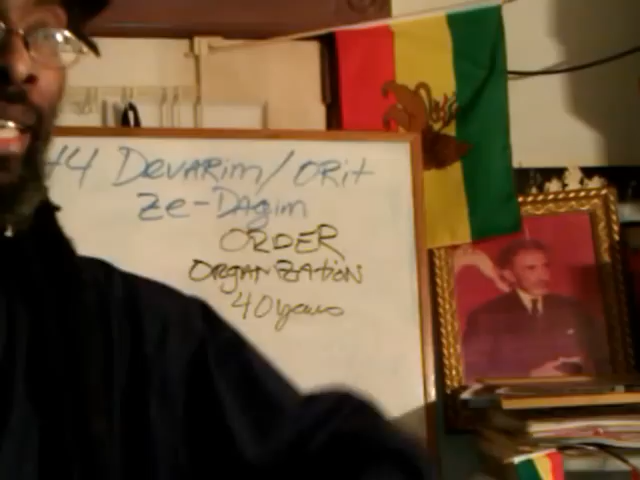 44 Devarim/ORit
Ze-Dagim
ORDER
ORGANIZAtiON
40 years